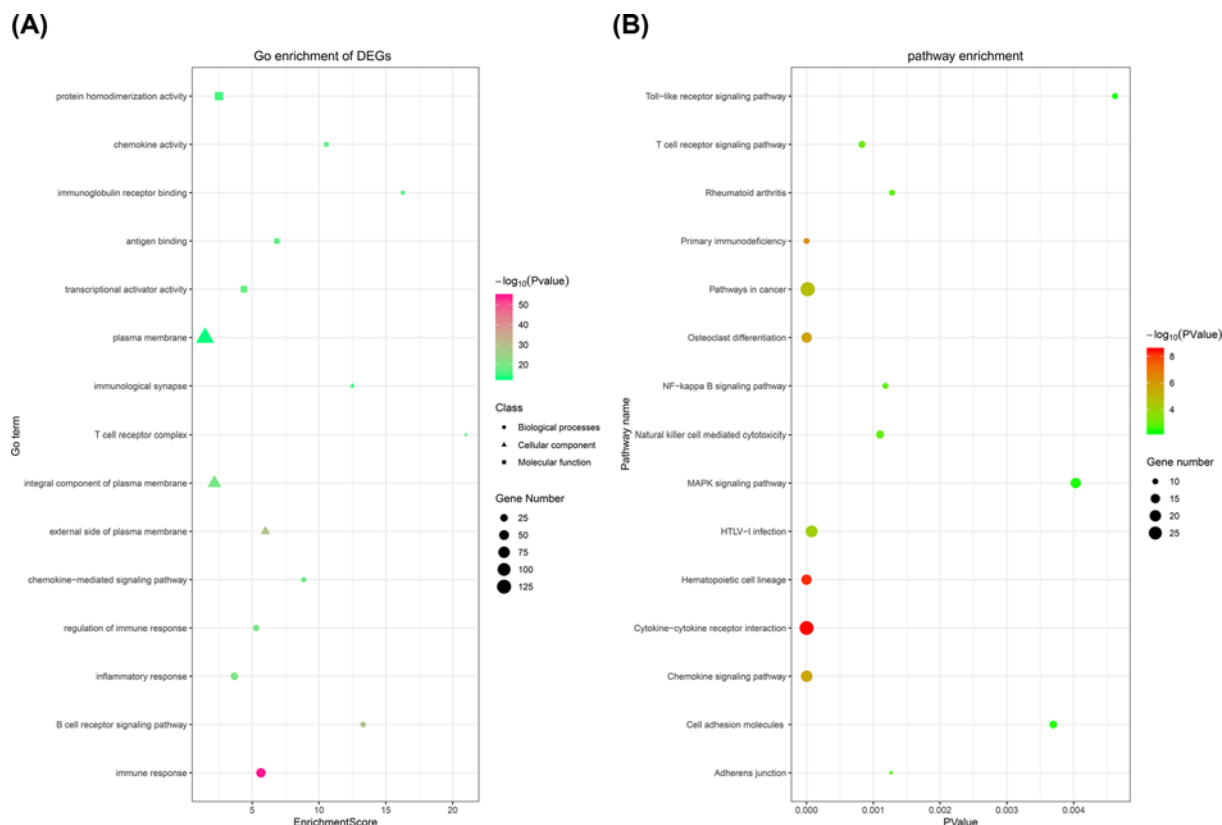 (A)
Go enrichment of DEGs
Go term
protein homodimerization activity
chemokine activity
immunoglobulin receptor binding
antigen binding
transcriptional activator activity
plasma membrane
immunological synapse
T cell receptor complex
integral component of plasma membrane
external side of plasma membrane
chemokine−mediated signaling pathway
regulation of immune response
inflammatory response
B cell receptor signaling pathway
immune response
5 10 15 20
EnrichmentScore
−log10(Pvalue)
50
40
30
20
Class
Biological processes
Cellular component
Molecular function
Gene Number
25
50
75
100
125
(B)
pathway enrichment
Pathway name
Toll−like receptor signaling pathway
T cell receptor signaling pathway
Rheumatoid arthritis
Primary immunodeficiency
Pathways in cancer
Osteoclast differentiation
NF−kappa B signaling pathway
Natural killer cell mediated cytotoxicity
MAPK signaling pathway
HTLV−I infection
Hematopoietic cell lineage
Cytokine−cytokine receptor interaction
Chemokine signaling pathway
Cell adhesion molecules
Adherens junction
0.000 0.001 0.002 0.003 0.004
PValue
−log10(PValue)
8
6
4
Gene number
10
15
20
25